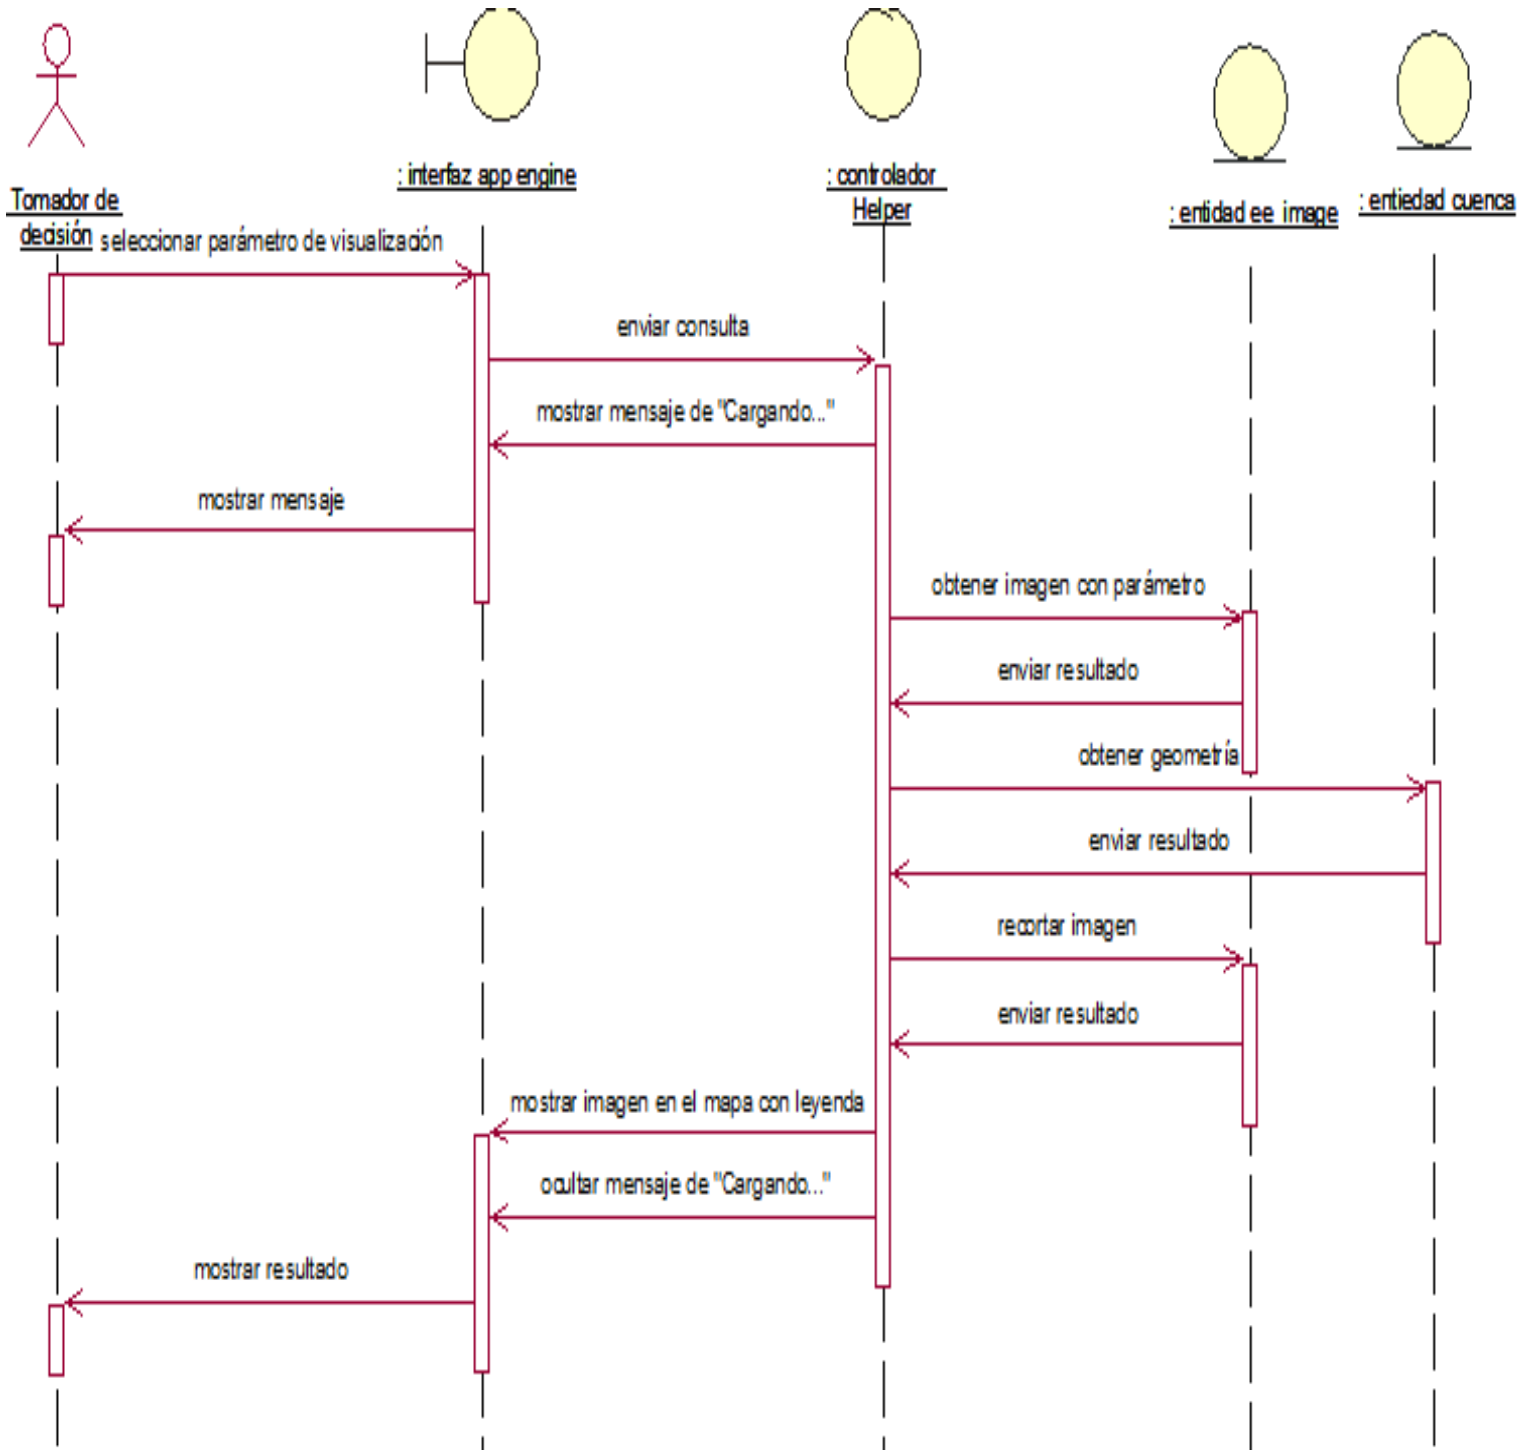 : interfaz app engine
: controlador
Helper
Tomador de
decisión
: entidad ee image
: entiedad cuenca
seleccionar parámetro de visualización
enviar consulta
mostrar mensaje de "Cargando..."
mostrar mensaje
obtener imagen con parámetro
enviar resultado
obtener geometría
enviar resultado
recortar imagen
enviar resultado
mostrar imagen en el mapa con leyenda
ocultar mensaje de "Cargando..."
mostrar resultado